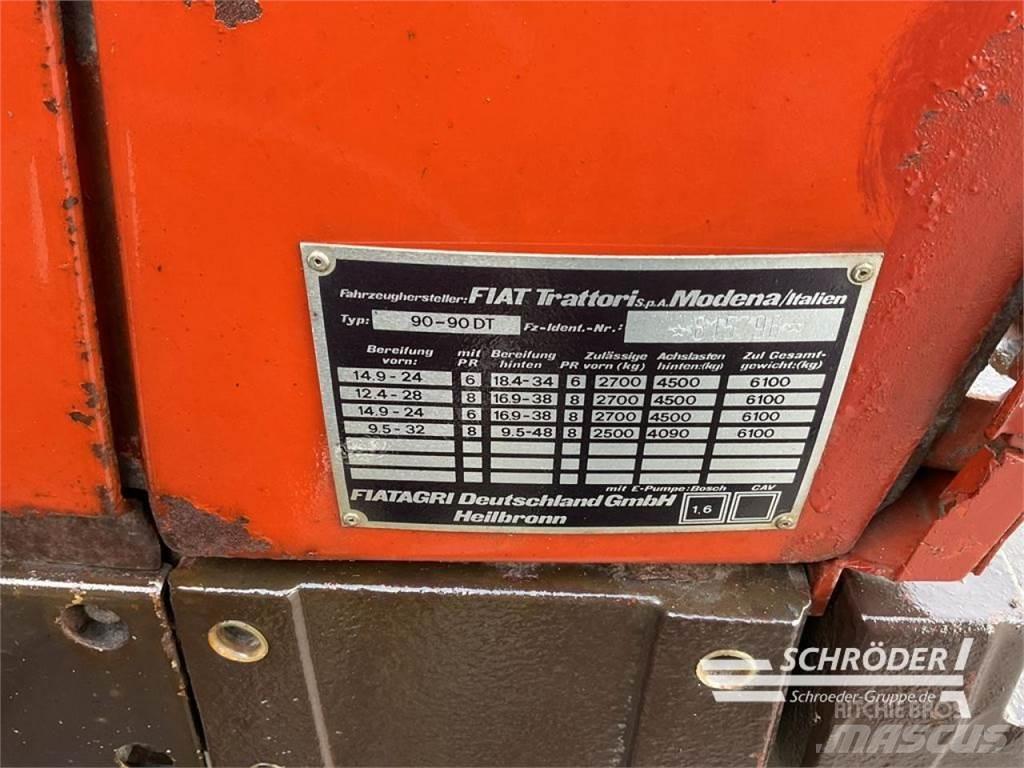 Fahrzeughersteller: FIAT Trattori S.p.A. Modena/Italien
Typ: 90-90 DT Fz-Ident.-Nr.:
Bereifung vorn: mit PR Bereifung hinten PR Zulässige vorn (kg) Achslasten hinten:(kg) Zul Gesamt-gewicht:(kg)
14.9-24 6 18.4-34 6 2700 4500 6100
12.4-28 8 16.9-38 8 2700 4500 6100
14.9-24 6 16.9-38 8 2700 4500 6100
9.5-32 8 9.5-48 8 2500 4090 6100
mit E-Pumpe: Bosch CAV
FIATAGRI Deutschland GmbH 1,6
Heilbronn
SCHRÖDER
Schroeder-Gruppe.de
RITCHIE BROS
MASCUS